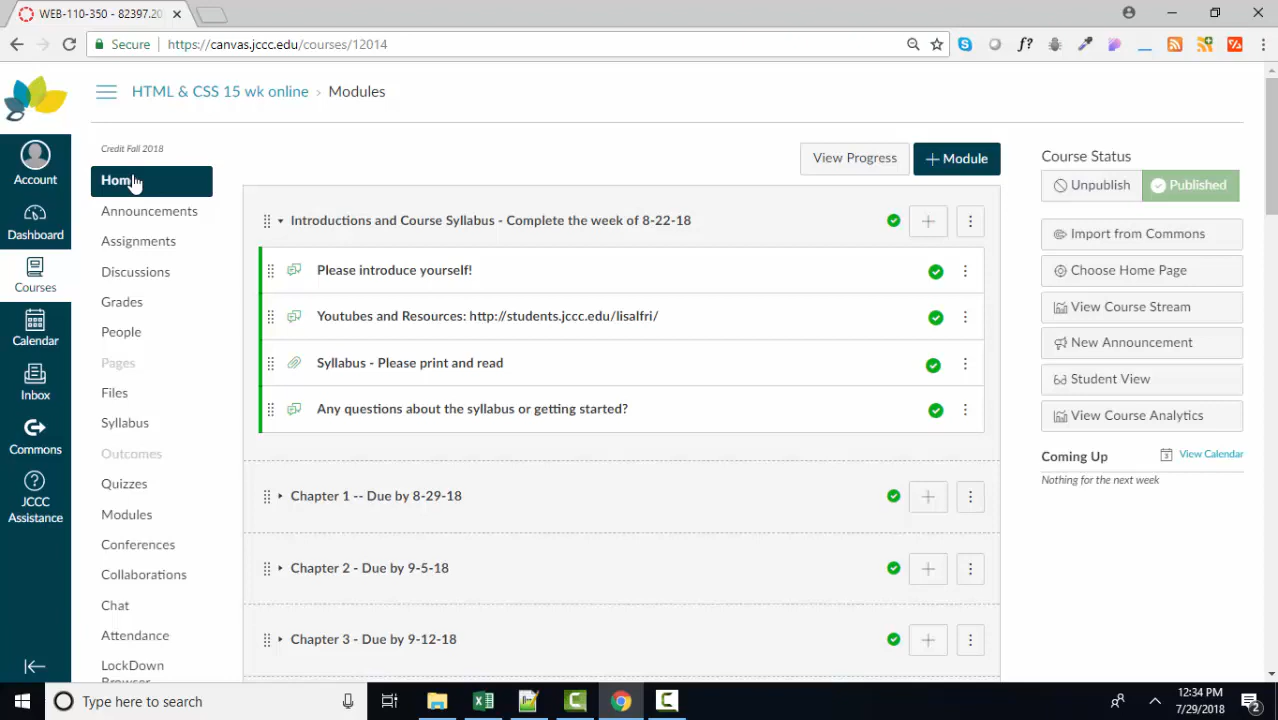 WEB-110-350 - 82397.20
Secure
https://canvas.jccc.edu/courses/12014
f?
HTML & CSS 15 wk online › Modules
Account
Dashboard
Courses
Calendar
Inbox
Commons
JCCC
Assistance
Credit Fall 2018
Home
Announcements
Assignments
Discussions
Grades
People
Pages
Files
Syllabus
Outcomes
Quizzes
Modules
Conferences
Collaborations
Chat
Attendance
LockDown
Browser
View Progress
+ Module
Introductions and Course Syllabus - Complete the week of 8-22-18
Please introduce yourself!
Youtubes and Resources: http://students.jccc.edu/lisalfri/
Syllabus - Please print and read
Any questions about the syllabus or getting started?
Chapter 1 -- Due by 8-29-18
Chapter 2 - Due by 9-5-18
Chapter 3 - Due by 9-12-18
Course Status
Unpublish
Published
Import from Commons
Choose Home Page
View Course Stream
New Announcement
Student View
View Course Analytics
Coming Up
View Calendar
Nothing for the next week
Type here to search
12:34 PM
7/29/2018
2